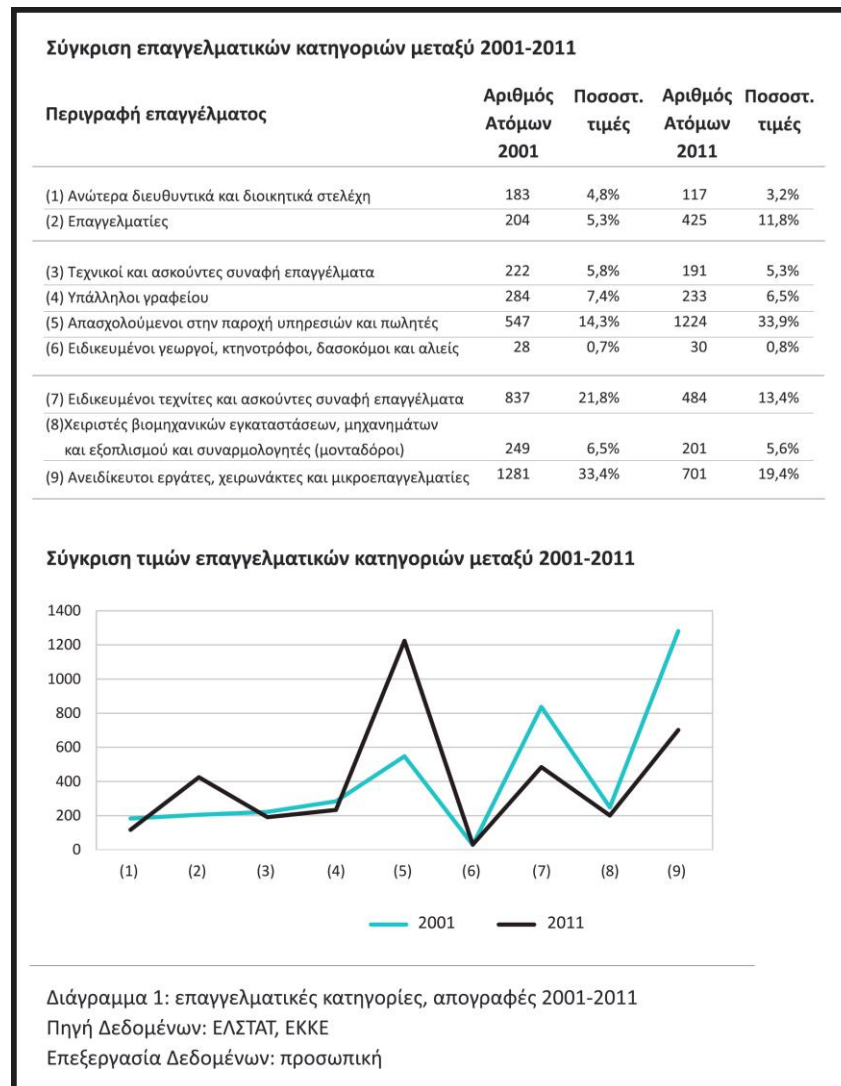 Σύγκριση επαγγελματικών κατηγοριών μεταξύ 2001-2011
Περιγραφή επαγγέλματος
Αριθμός Ατόμων 2001
Ποσοστ. τιμές
Αριθμός Ατόμων 2011
Ποσοστ. τιμές
(1) Ανώτερα διευθυντικά και διοικητικά στελέχη 183 4,8% 117 3,2%
(2) Επαγγελματίες 204 5,3% 425 11,8%
(3) Τεχνικοί και ασκούντες συναφή επαγγέλματα 222 5,8% 191 5,3%
(4) Υπάλληλοι γραφείου 284 7,4% 233 6,5%
(5) Απασχολούμενοι στην παροχή υπηρεσιών και πωλητές 547 14,3% 1224 33,9%
(6) Ειδικευμένοι γεωργοί, κτηνοτρόφοι, δασοκόμοι και αλιείς 28 0,7% 30 0,8%
(7) Ειδικευμένοι τεχνίτες και ασκούντες συναφή επαγγέλματα 837 21,8% 484 13,4%
(8)Χειριστές βιομηχανικών εγκαταστάσεων, μηχανημάτων
και εξοπλισμού και συναρμολογητές (μονταδόροι) 249 6,5% 201 5,6%
(9) Ανειδίκευτοι εργάτες, χειρωνάκτες και μικροεπαγγελματίες 1281 33,4% 701 19,4%
Σύγκριση τιμών επαγγελματικών κατηγοριών μεταξύ 2001-2011
1400
1200
1000
800
600
400
200
0
(1) (2) (3) (4) (5) (6) (7) (8) (9)
2001 2011
Διάγραμμα 1: επαγγελματικές κατηγορίες, απογραφές 2001-2011
Πηγή Δεδομένων: ΕΛΣΤΑΤ, ΕΚΚΕ
Επεξεργασία Δεδομένων: προσωπική